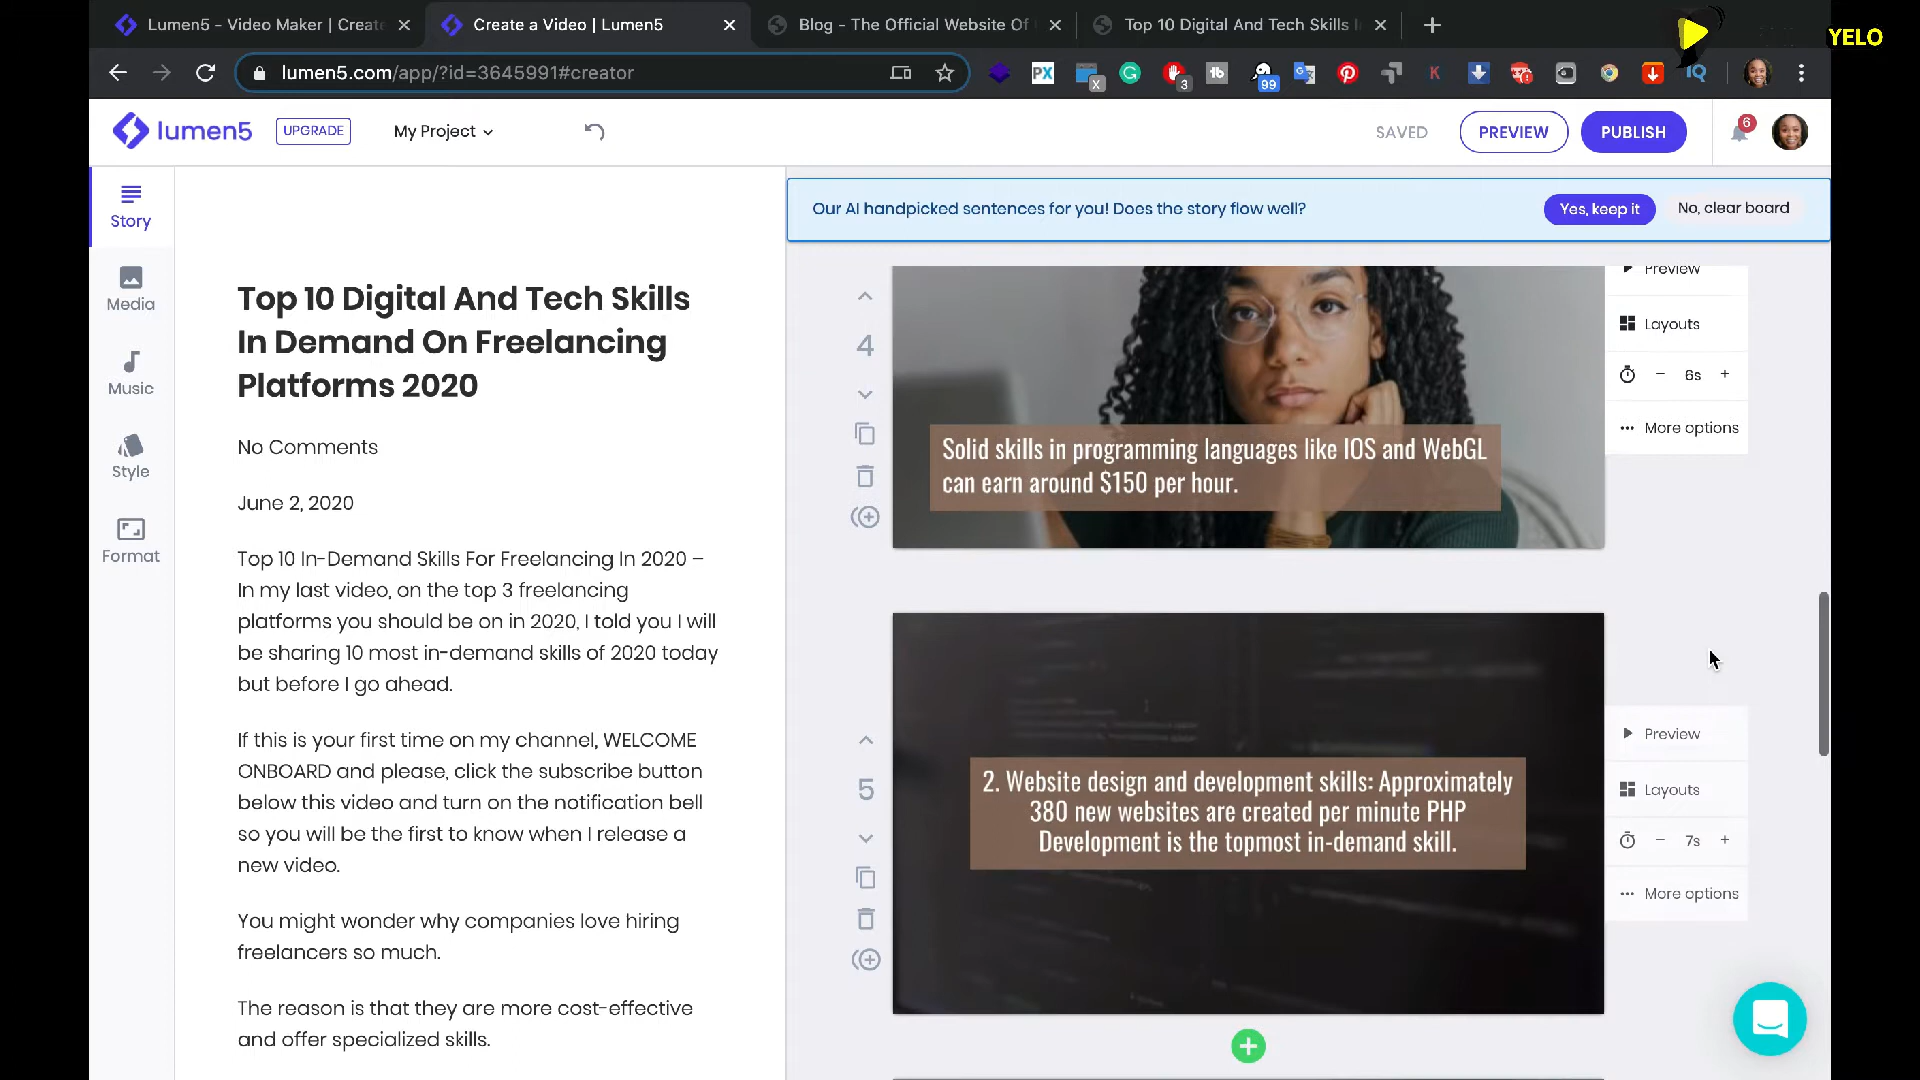 Lumen5 - Video Maker | Create
Create a Video | Lumen5
Blog - The Official Website Of
Top 10 Digital And Tech Skills
YELO
lumen5.com/app/?id=3645991#creator
PX
X
3
99
K
lumen5
UPGRADE
My Project
SAVED
PREVIEW
PUBLISH
6
Story
Media
Music
Style
Format
Top 10 Digital And Tech Skills
In Demand On Freelancing
Platforms 2020
No Comments
June 2, 2020
Top 10 In-Demand Skills For Freelancing In 2020 –
In my last video, on the top 3 freelancing
platforms you should be on in 2020, I told you I will
be sharing 10 most in-demand skills of 2020 today
but before I go ahead.
If this is your first time on my channel, WELCOME
ONBOARD and please, click the subscribe button
below this video and turn on the notification bell
so you will be the first to know when I release a
new video.
You might wonder why companies love hiring
freelancers so much.
The reason is that they are more cost-effective
and offer specialized skills.
Our AI handpicked sentences for you! Does the story flow well?
Yes, keep it
No, clear board
4
Solid skills in programming languages like IOS and WebGL
can earn around $150 per hour.
Preview
Layouts
6s
More options
5
2. Website design and development skills: Approximately
380 new websites are created per minute PHP
Development is the topmost in-demand skill.
Preview
Layouts
7s
More options